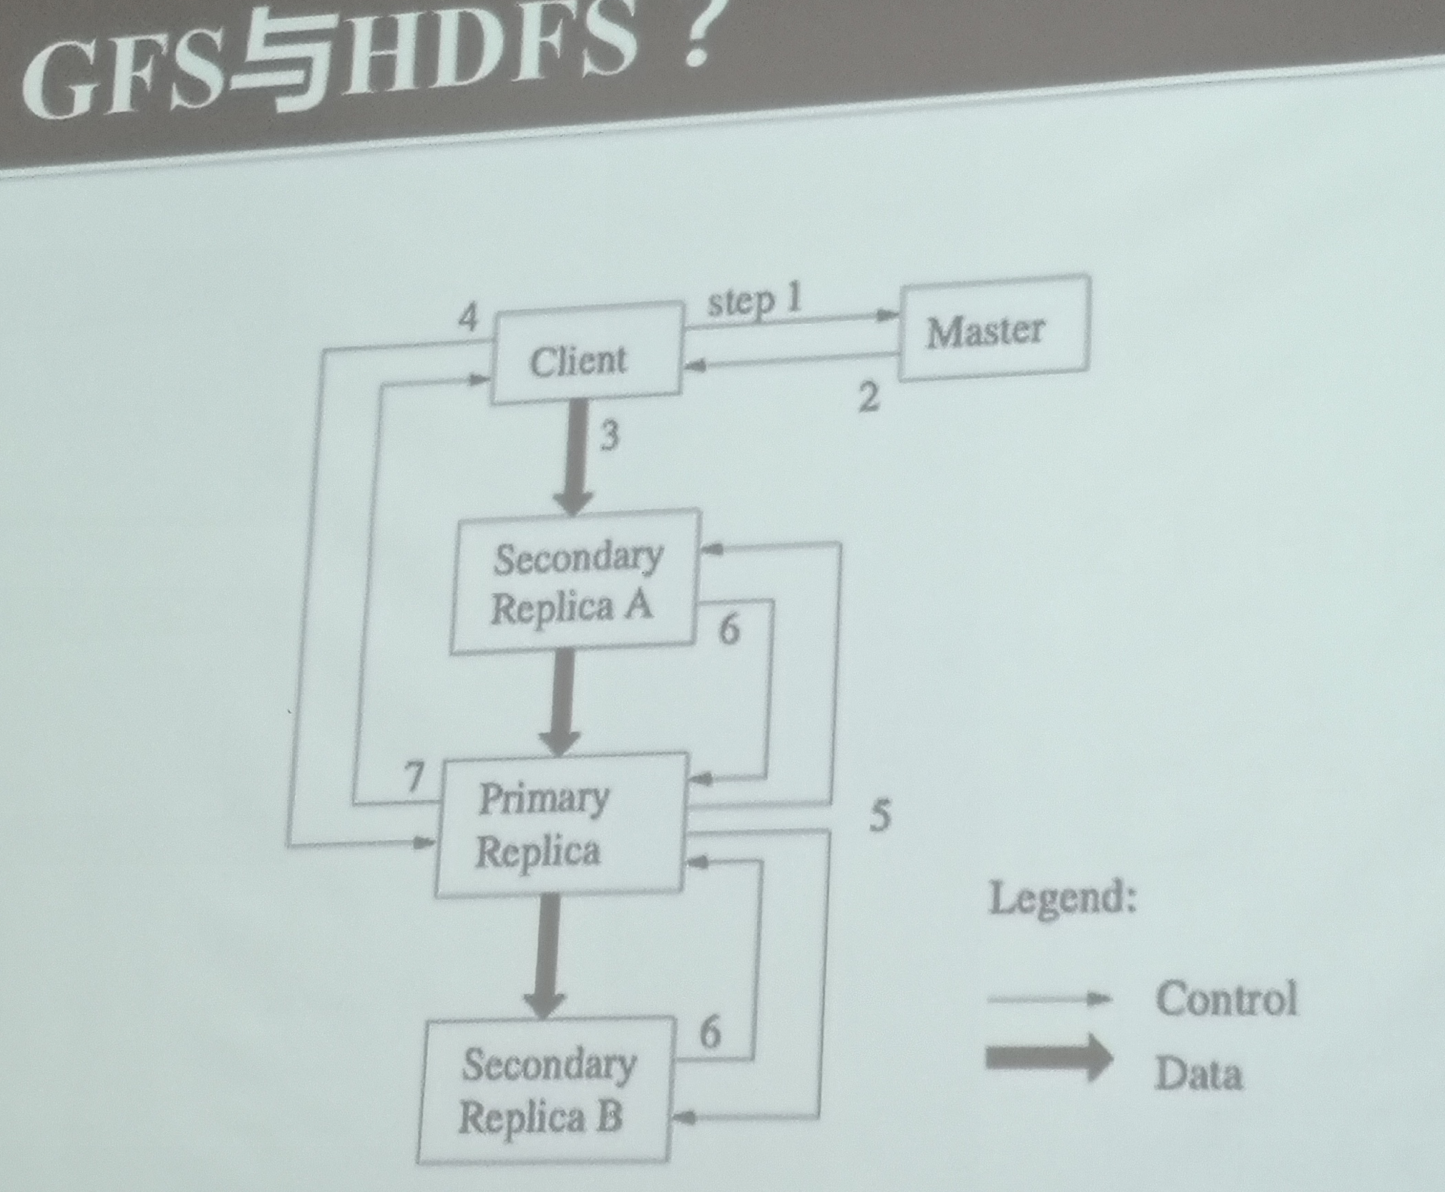 GFS与HDFS？
4
step 1
Master
Client
2
3
Secondary
Replica A
6
7
Primary
Replica
5
Legend:
Control
6
Secondary
Replica B
Data